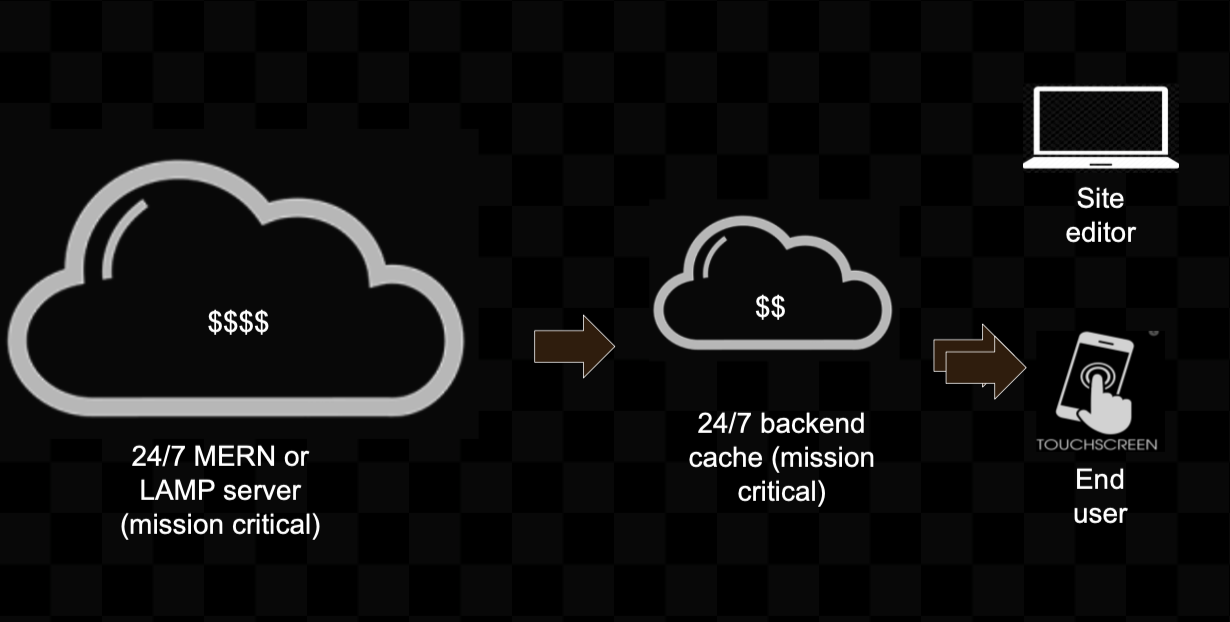 $$$$
24/7 MERN or
LAMP server
(mission critical)
$$
24/7 backend
cache (mission
critical)
Site
editor
TOUCHSCREEN
End
user